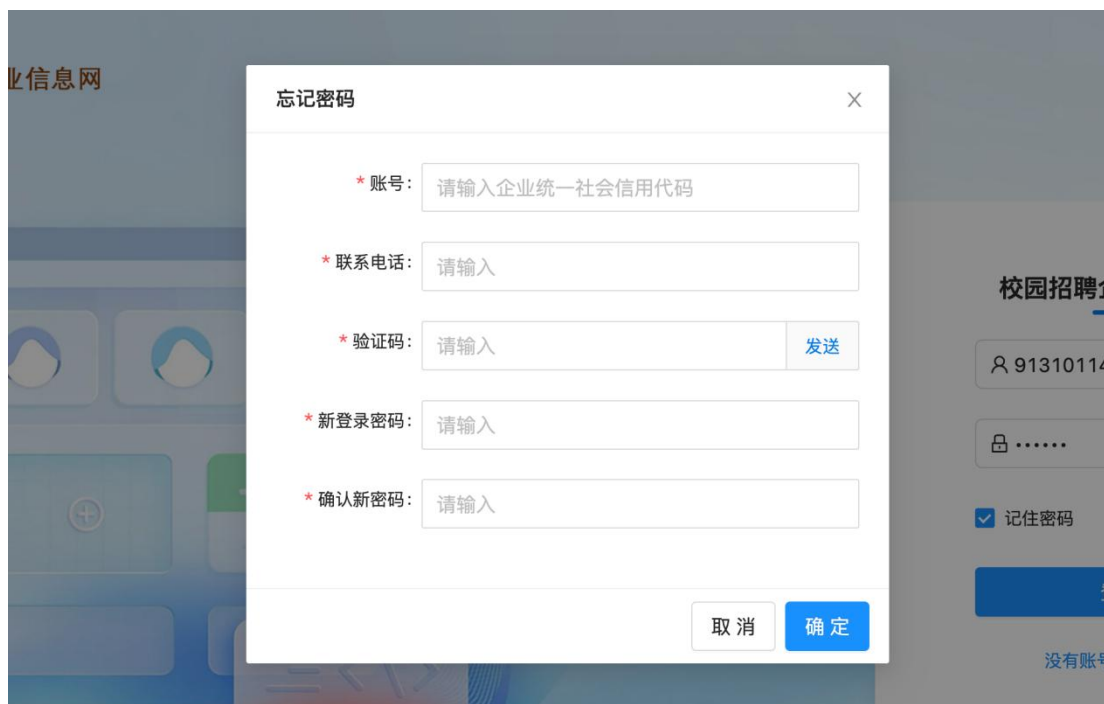 业信息网
忘记密码
* 账号:
请输入企业统一社会信用代码
* 联系电话:
请输入
* 验证码:
请输入
发送
* 新登录密码:
请输入
* 确认新密码:
请输入
取 消
确 定
校园招聘
9131011
••••••
记住密码
没有账号